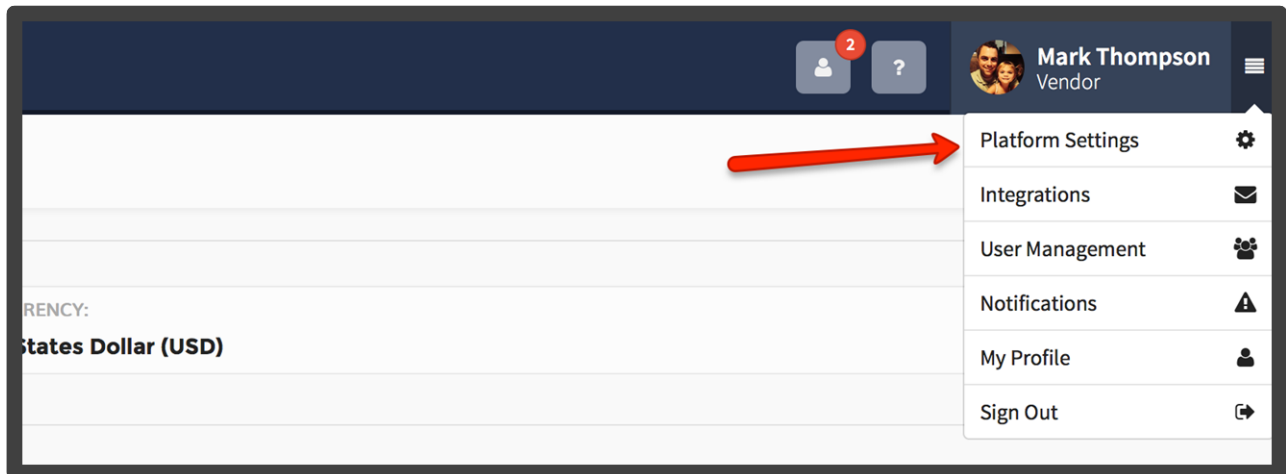 2
?
Mark Thompson
Vendor
Platform Settings
Integrations
User Management
Notifications
RENCY:
My Profile
States Dollar (USD)
Sign Out